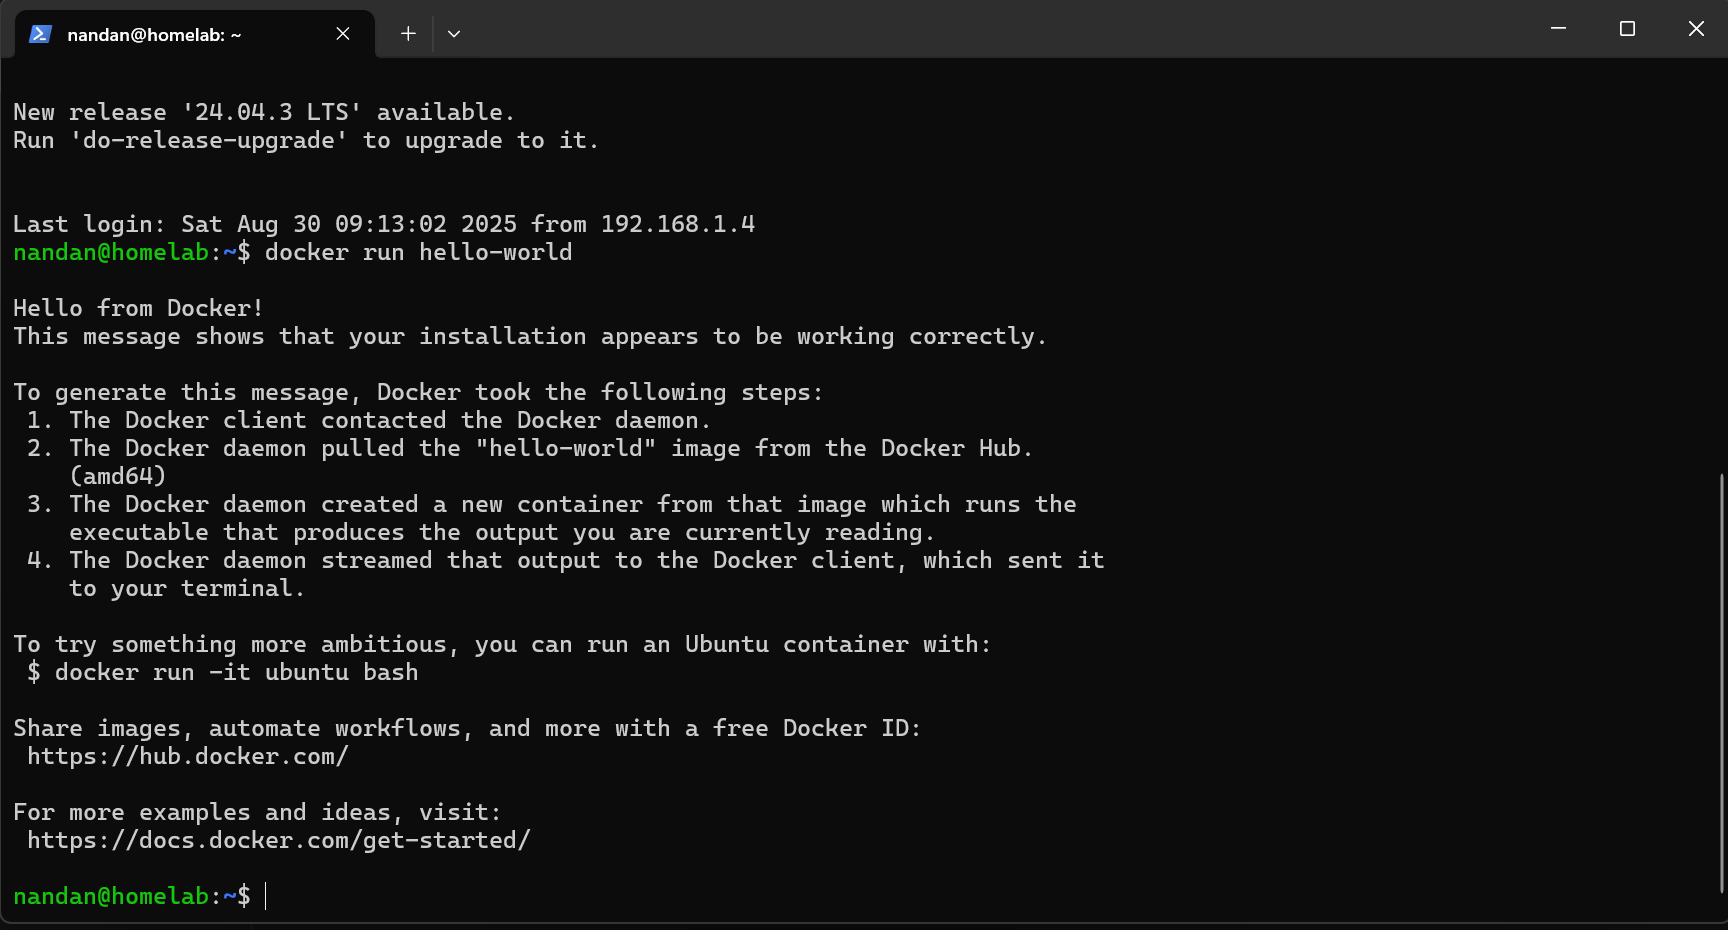 nandan@homelab: ~
New release '24.04.3 LTS' available.
Run 'do-release-upgrade' to upgrade to it.
Last login: Sat Aug 30 09:13:02 2025 from 192.168.1.4
nandan@homelab:~$ docker run hello-world
Hello from Docker!
This message shows that your installation appears to be working correctly.
To generate this message, Docker took the following steps:
 1. The Docker client contacted the Docker daemon.
 2. The Docker daemon pulled the "hello-world" image from the Docker Hub.
    (amd64)
 3. The Docker daemon created a new container from that image which runs the
    executable that produces the output you are currently reading.
 4. The Docker daemon streamed that output to the Docker client, which sent it
    to your terminal.
To try something more ambitious, you can run an Ubuntu container with:
 $ docker run -it ubuntu bash
Share images, automate workflows, and more with a free Docker ID:
 https://hub.docker.com/
For more examples and ideas, visit:
 https://docs.docker.com/get-started/
nandan@homelab:~$